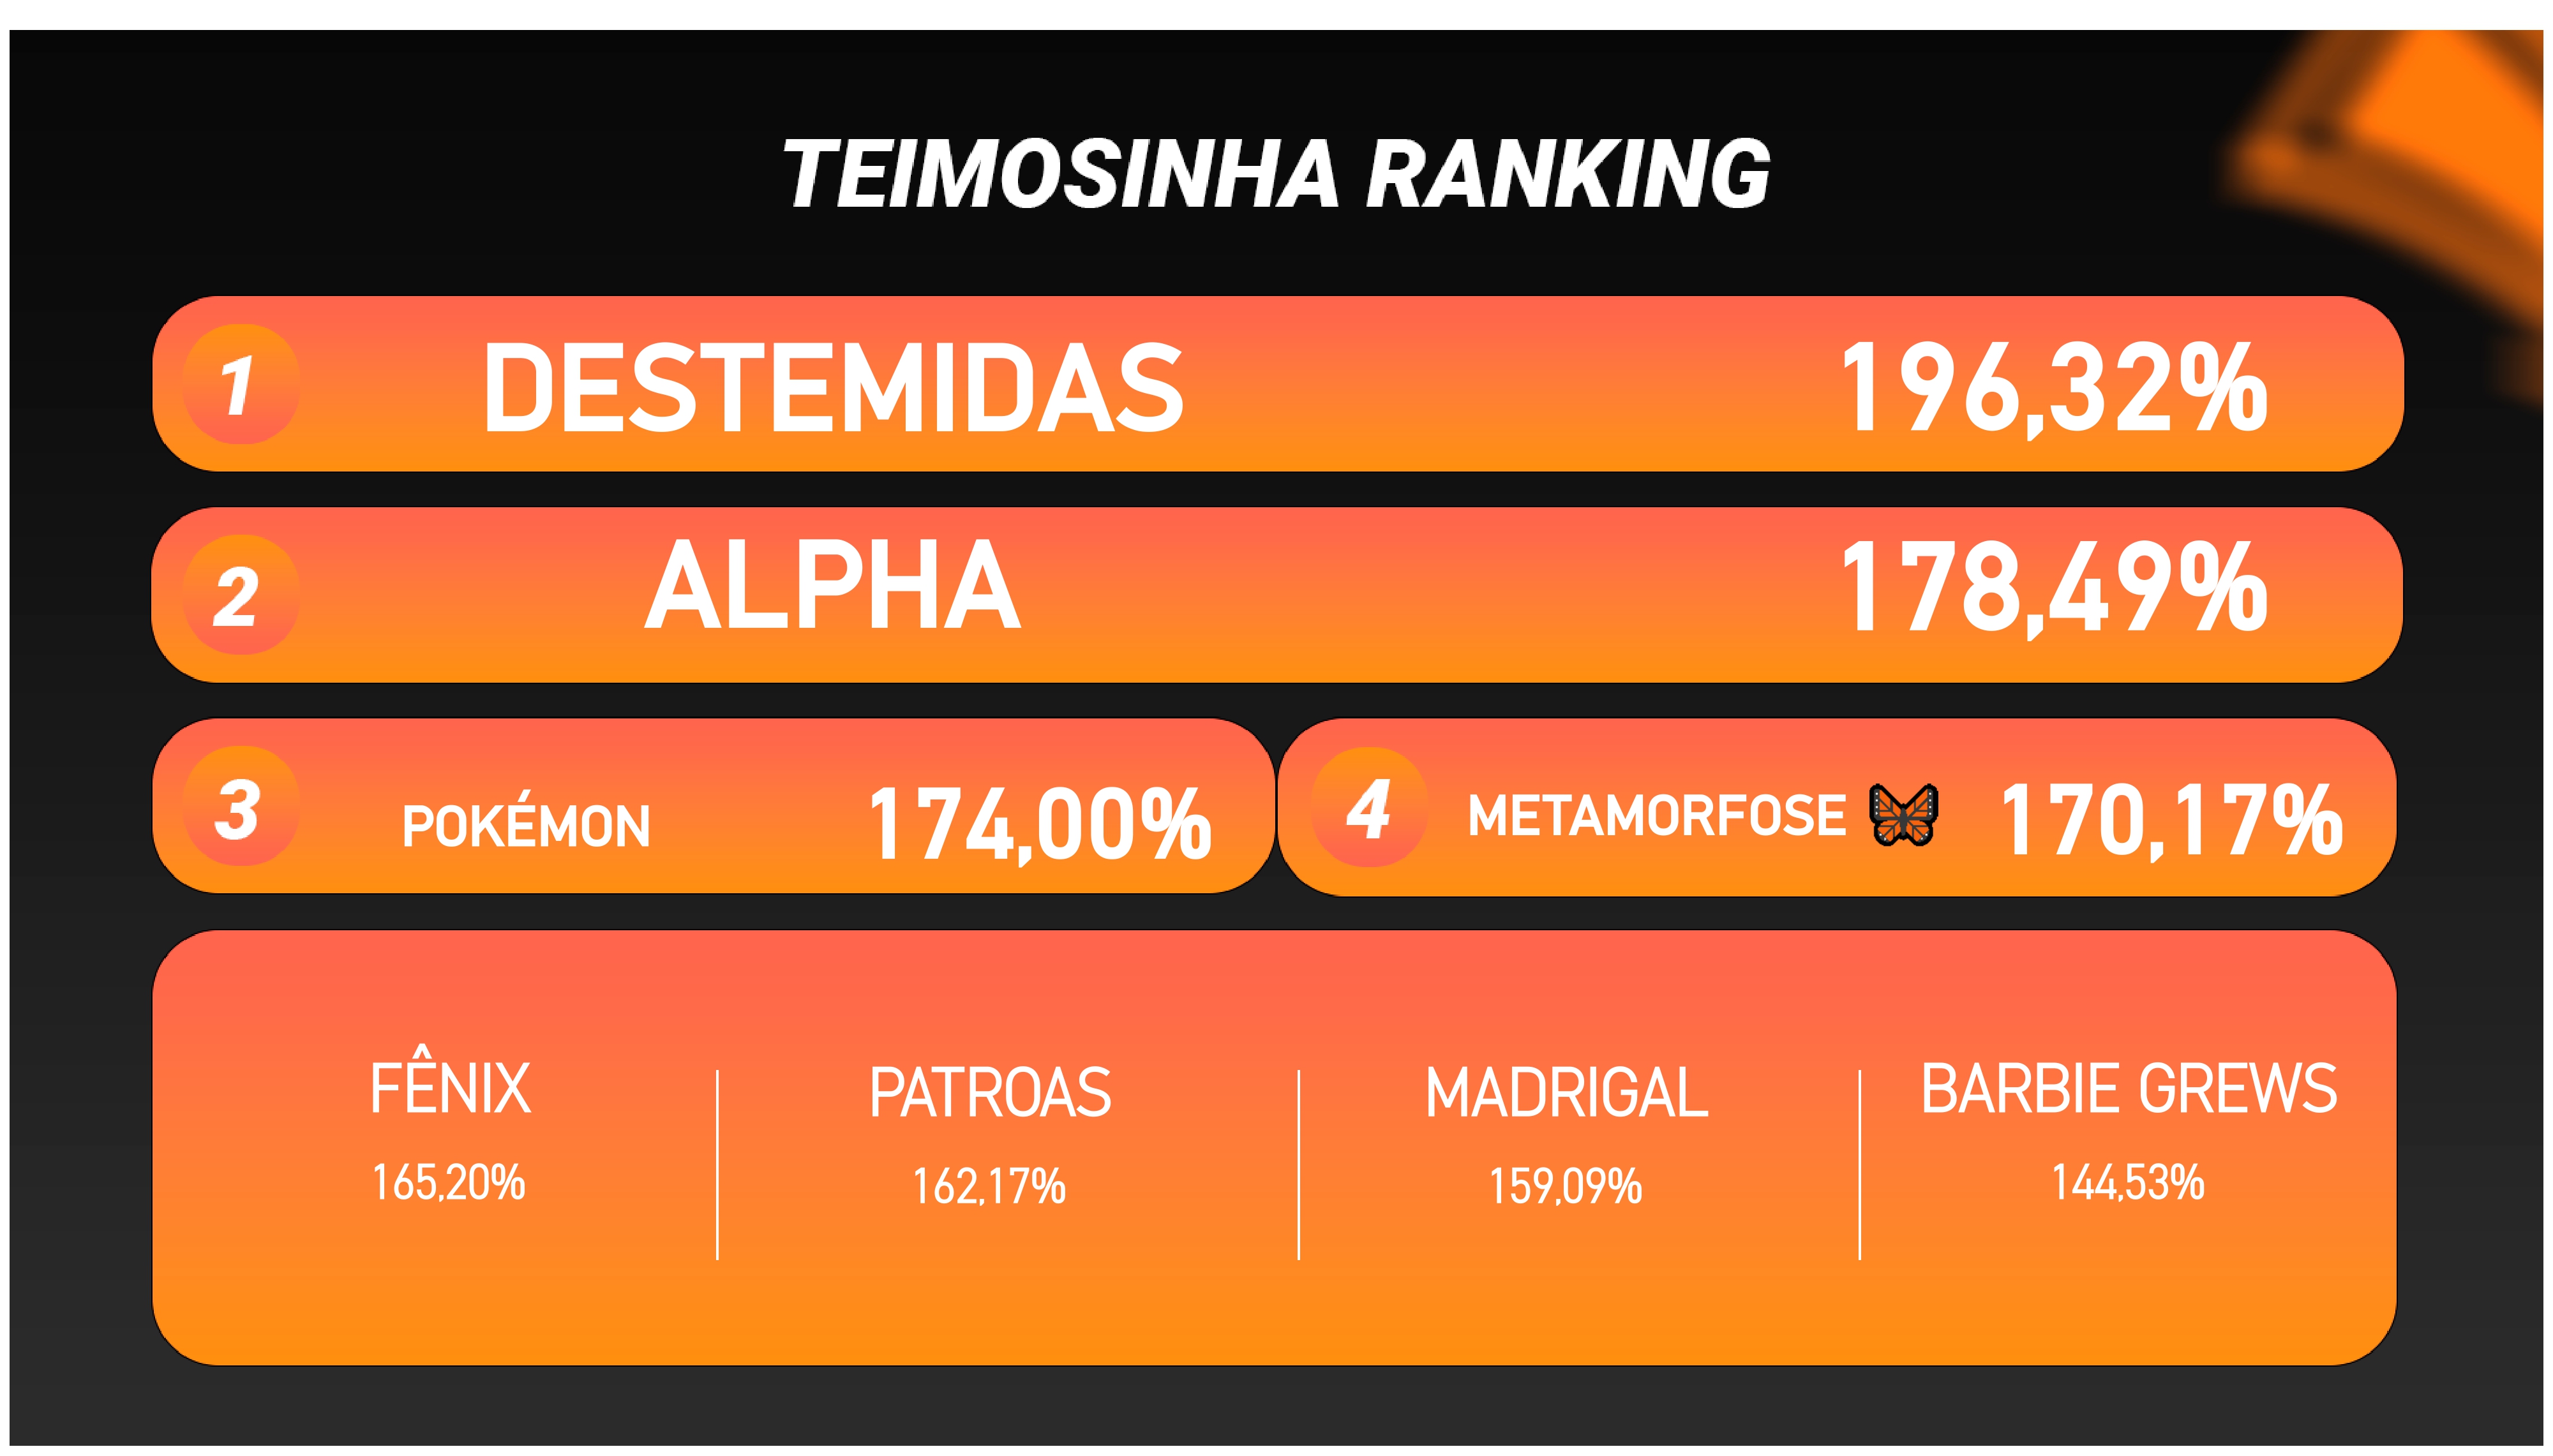 TEIMOSINHA RANKING
1 DESTEMIDAS 196,32%
2 ALPHA 178,49%
3 POKÉMON 174,00%
4 METAMORFOSE 170,17%
FÊNIX
165,20%
PATROAS
162,17%
MADRIGAL
159,09%
BARBIE GREWS
144,53%